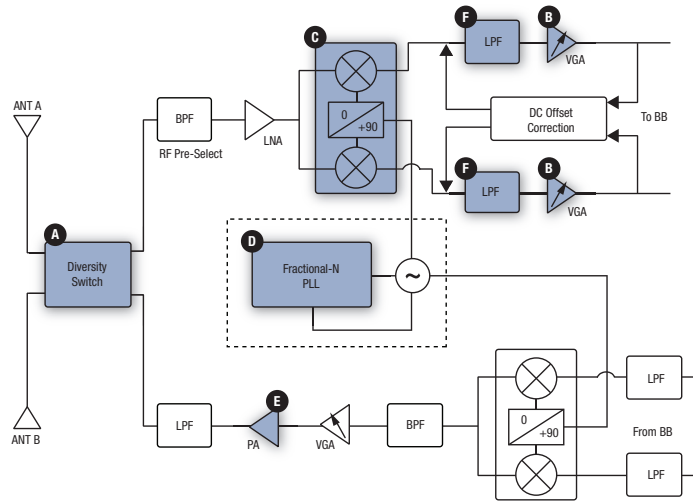 F
B
C
LPF
VGA
ANT A
BPF
0
+90
DC Offset
Correction
To BB
RF Pre-Select
LNA
F
B
LPF
VGA
A
Diversity
Switch
D
Fractional-N
PLL
~
E
LPF
PA
VGA
BPF
0
+90
LPF
From BB
LPF
ANT B